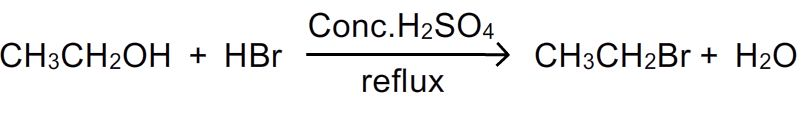 Conc.H2SO4
CH3CH2OH + HBr → CH3CH2Br + H2O
reflux